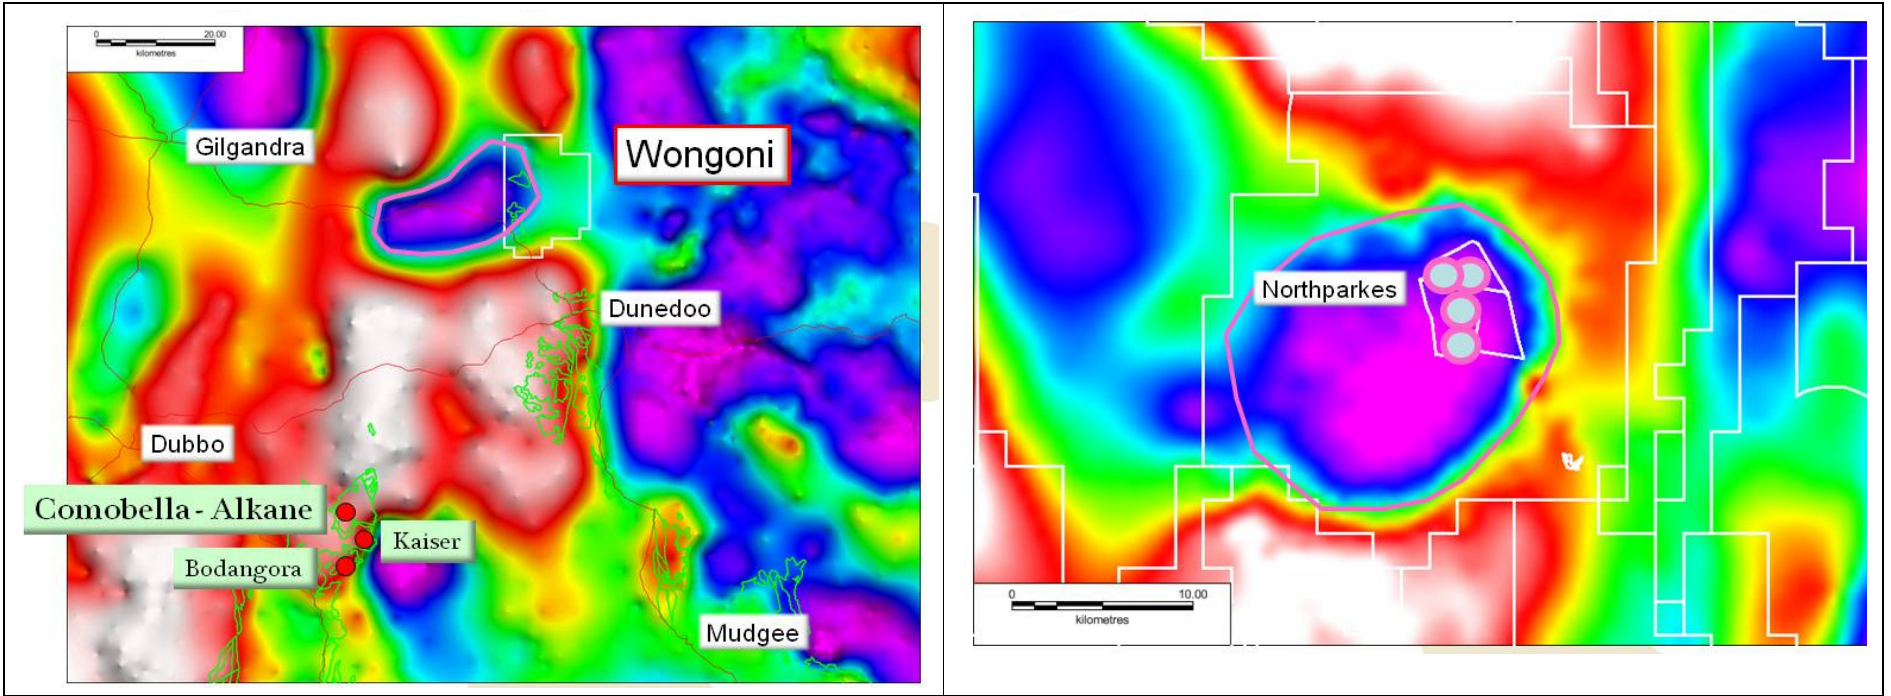 0 20.00
kilometres
Gilgandra
Wongoni
Dunedoo
Dubbo
Comobella - Alkane
Kaiser
Bodangora
Mudgee
Northparkes
0 10.00
kilometres